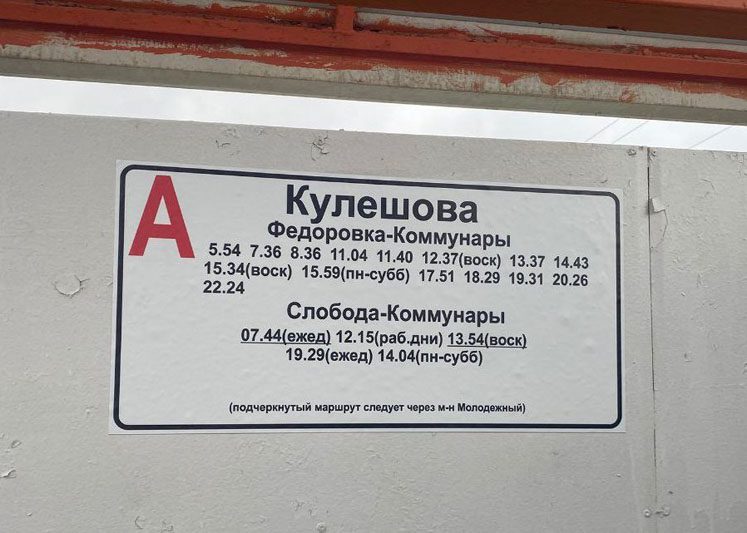 А
Кулешова
Федоровка-Коммунары
5.54 7.36 8.36 11.04 11.40 12.37(воск) 13.37 14.43
15.34(воск) 15.59(пн-субб) 17.51 18.29 19.31 20.26
22.24
Слобода-Коммунары
07.44(ежед) 12.15(раб.дни) 13.54(воск)
19.29(ежед) 14.04(пн-субб)
(подчеркнутый маршрут следует через м-н Молодежный)